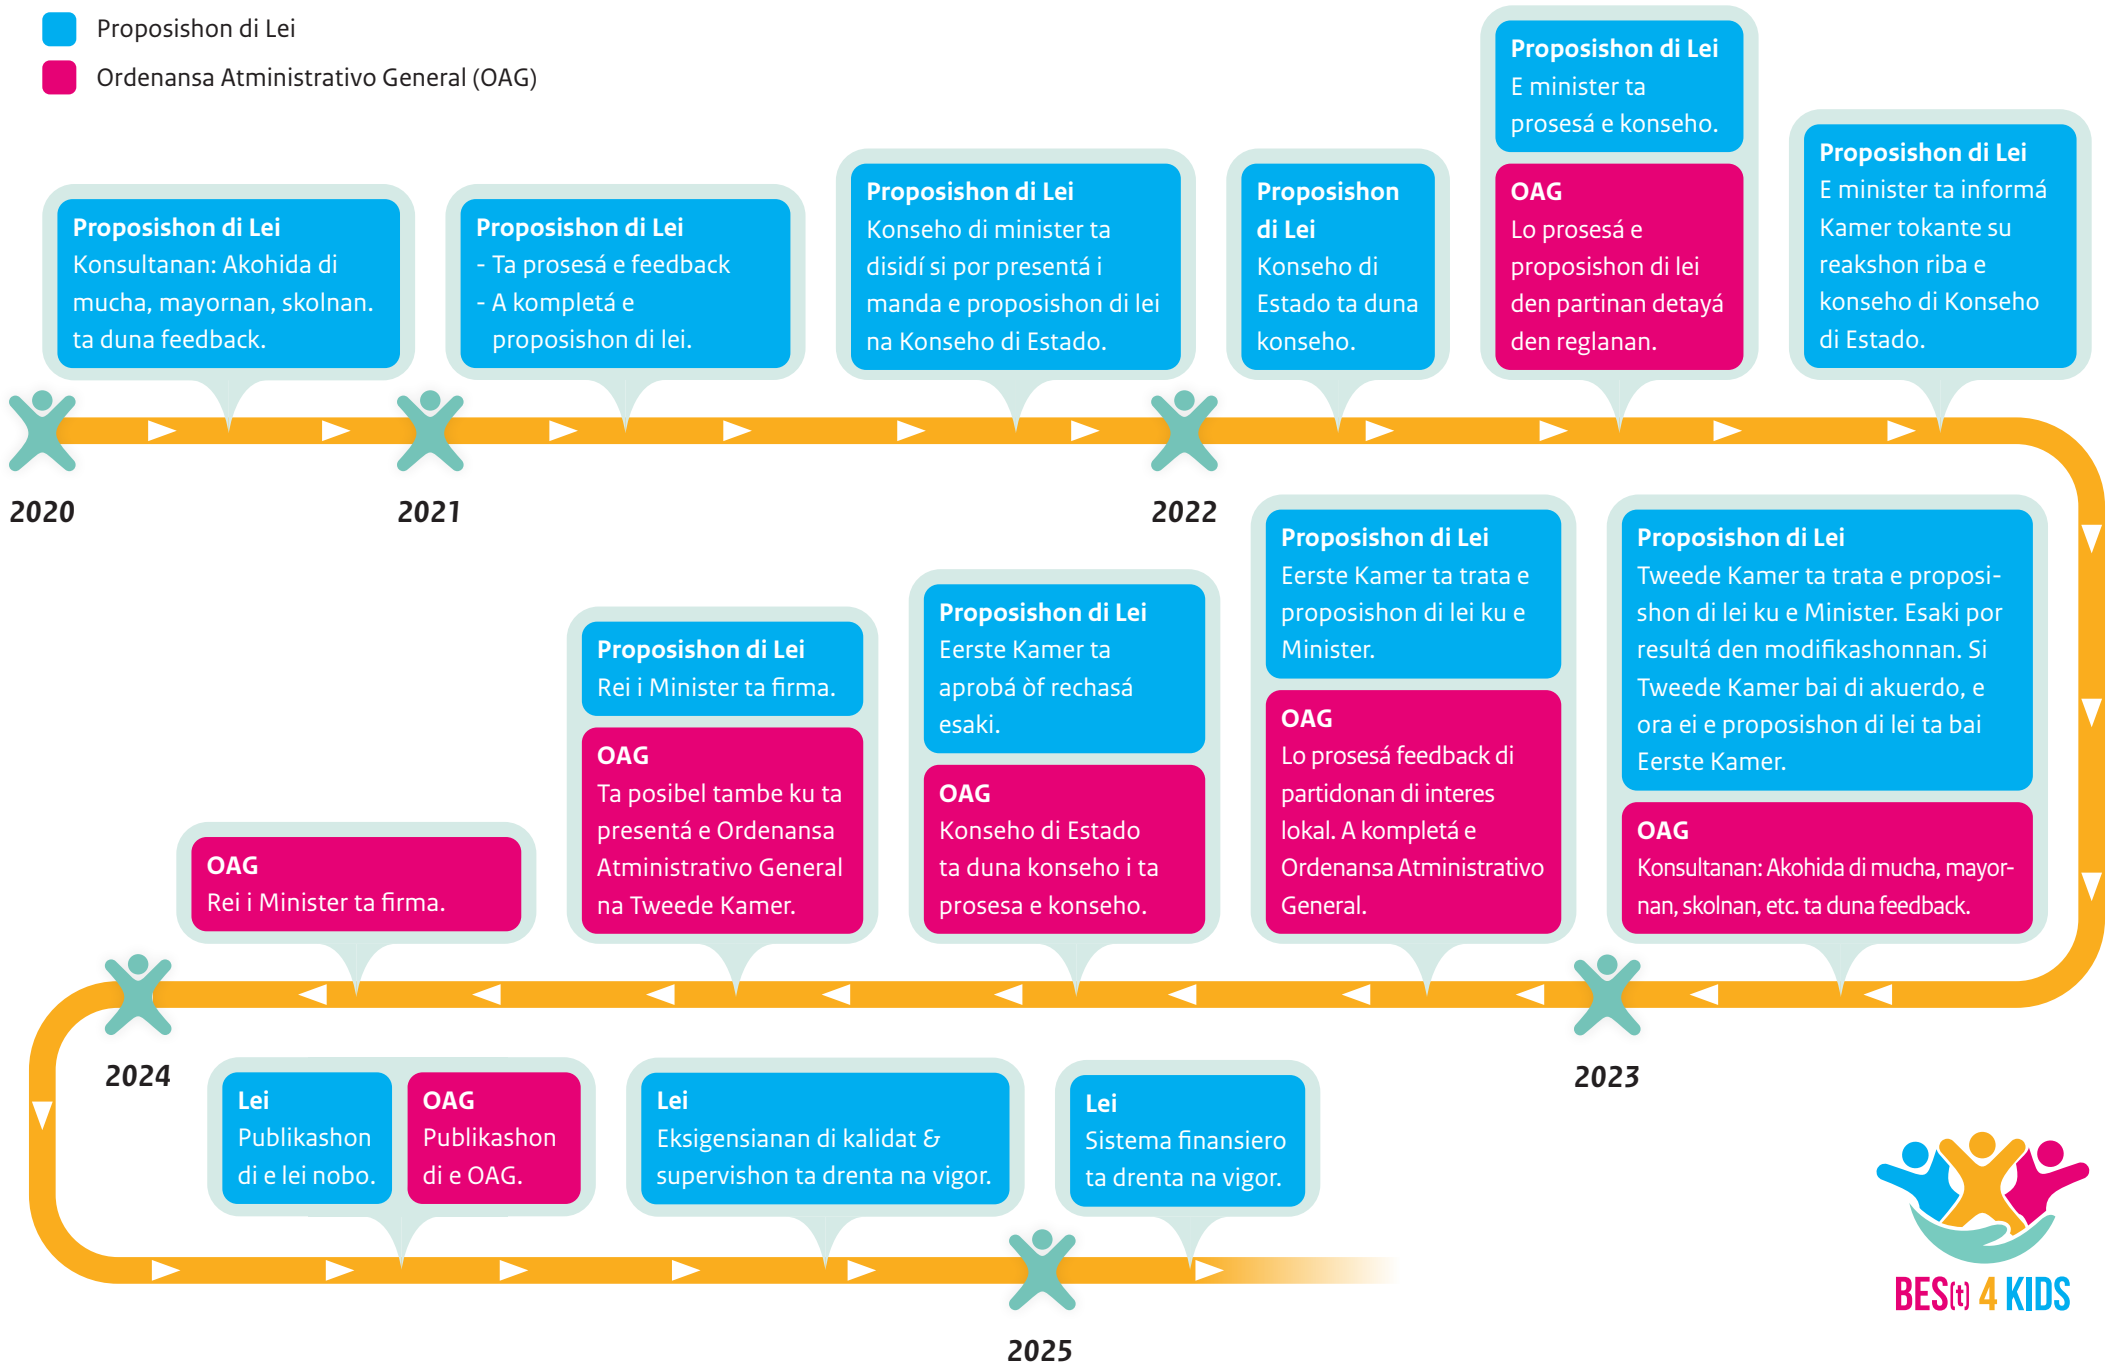 Proposishon di Lei
Ordenansa Atministrativo General (OAG)
Proposishon di Lei
Konsultanan: Akohida di
mucha, mayornan, skolnan.
ta duna feedback.
Proposishon di Lei
- Ta prosesá e feedback
- A kompletá e
proposishon di lei.
Proposishon di Lei
Konseho di minister ta
disidí si por presentá i
manda e proposishon di lei
na Konseho di Estado.
Proposishon
di Lei
Konseho di
Estado ta duna
konseho.
Proposishon di Lei
E minister ta
prosesá e konseho.
OAG
Lo prosesá e
proposishon di lei
den partinan detayá
den reglanan.
Proposishon di Lei
E minister ta informá
Kamer tokante su
reakshon riba e
konseho di Konseho
di Estado.
2020
2021
2022
Proposishon di Lei
Tweede Kamer ta trata e proposi-
shon di lei ku e Minister. Esaki por
resultá den modifikashonnan. Si
Tweede Kamer bai di akuerdo, e
ora ei e proposishon di lei ta bai
Eerste Kamer.
OAG
Konsultanan: Akohida di mucha, mayor-
nan, skolnan, etc. ta duna feedback.
2023
Proposishon di Lei
Eerste Kamer ta trata e
proposishon di lei ku e
Minister.
OAG
Lo prosesá feedback di
partidonan di interes
lokal. A kompletá e
Ordenansa Atministrativo
General.
Proposishon di Lei
Eerste Kamer ta
aprobá òf rechasá
esaki.
OAG
Konseho di Estado
ta duna konseho i ta
prosesa e konseho.
Proposishon di Lei
Rei i Minister ta firma.
OAG
Ta posibel tambe ku ta
presentá e Ordenansa
Atministrativo General
na Tweede Kamer.
OAG
Rei i Minister ta firma.
2024
Lei
Publikashon
di e lei nobo.
OAG
Publikashon
di e OAG.
Lei
Eksigensianan di kalidat &
supervishon ta drenta na vigor.
2025
Lei
Sistema finansiero
ta drenta na vigor.
BES(t) 4 KIDS